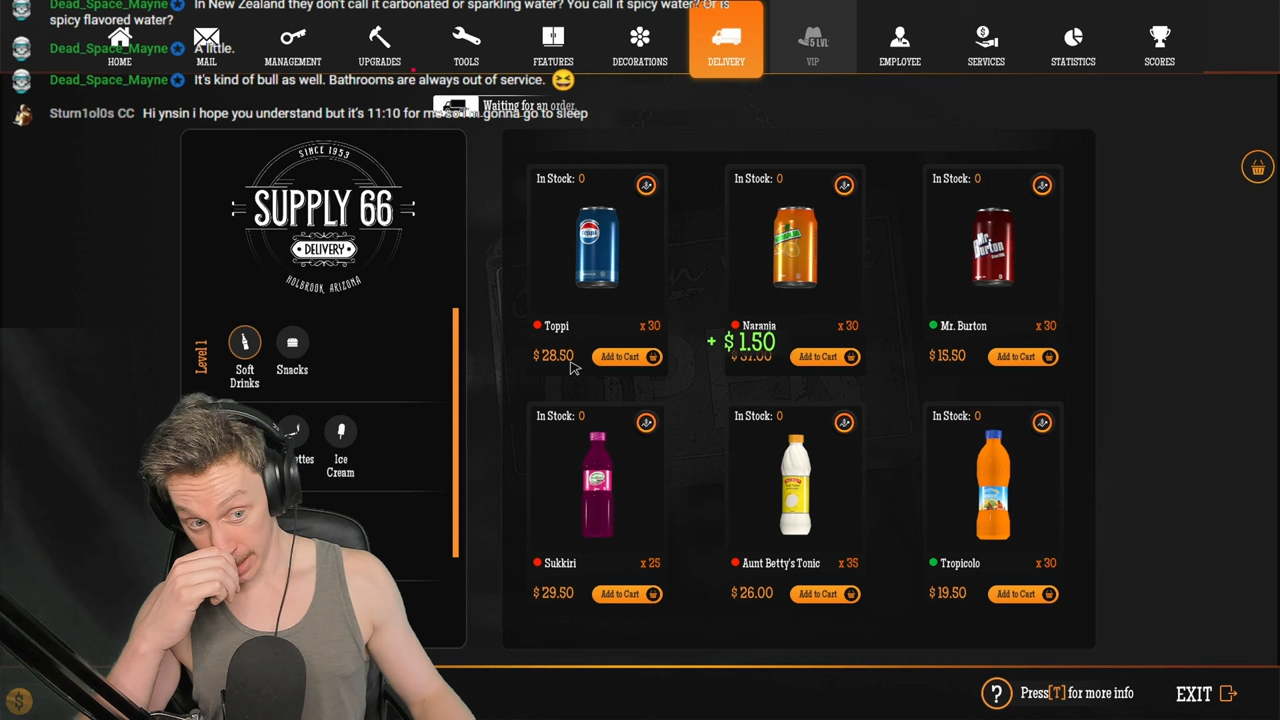 Dead_Space_Mayne In New Zealand they don't call it carbonated or sparkling water? You call it spicy water? Or is
spicy flavored water?
Dead_Space_Mayne A little.
Dead_Space_Mayne It's kind of bull as well. Bathrooms are always out of service. 😆
Sturn1ol0s CC Hi ynsin i hope you understand but it's 11:10 for me so i'm gonna go to sleep
HOME
MAIL
MANAGEMENT
UPGRADES
TOOLS
FEATURES
DECORATIONS
DELIVERY
5 LVL
VIP
EMPLOYEE
SERVICES
STATISTICS
SCORES
Waiting for an order
SINCE 1953
SUPPLY 66
DELIVERY
HOLBROOK, ARIZONA
Level 1
Soft
Drinks
Snacks
ettes
Ice
Cream
In Stock: 0
Toppi x 30
$ 28.50 Add to Cart
In Stock: 0
Narania x 30
+ $ 1.50
Add to Cart
In Stock: 0
Mr.
Burton
Mr. Burton x 30
$ 15.50 Add to Cart
In Stock: 0
Sukkiri x 25
$ 29.50 Add to Cart
In Stock: 0
Aunt Betty's Tonic x 35
$ 26.00 Add to Cart
In Stock: 0
Tropicolo x 30
$ 19.50 Add to Cart
? Press[T] for more info
EXIT